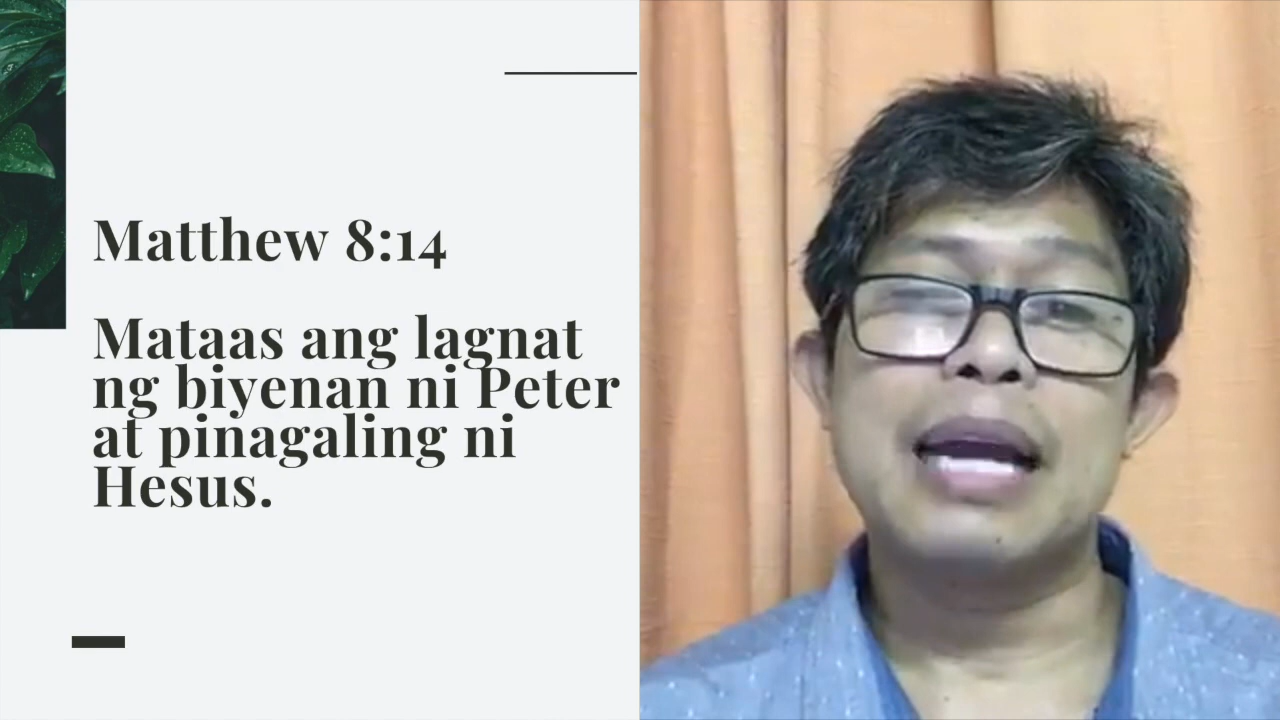 Matthew 8:14
Mataas ang lagnat
ng biyenan ni Peter
at pinagaling ni
Hesus.